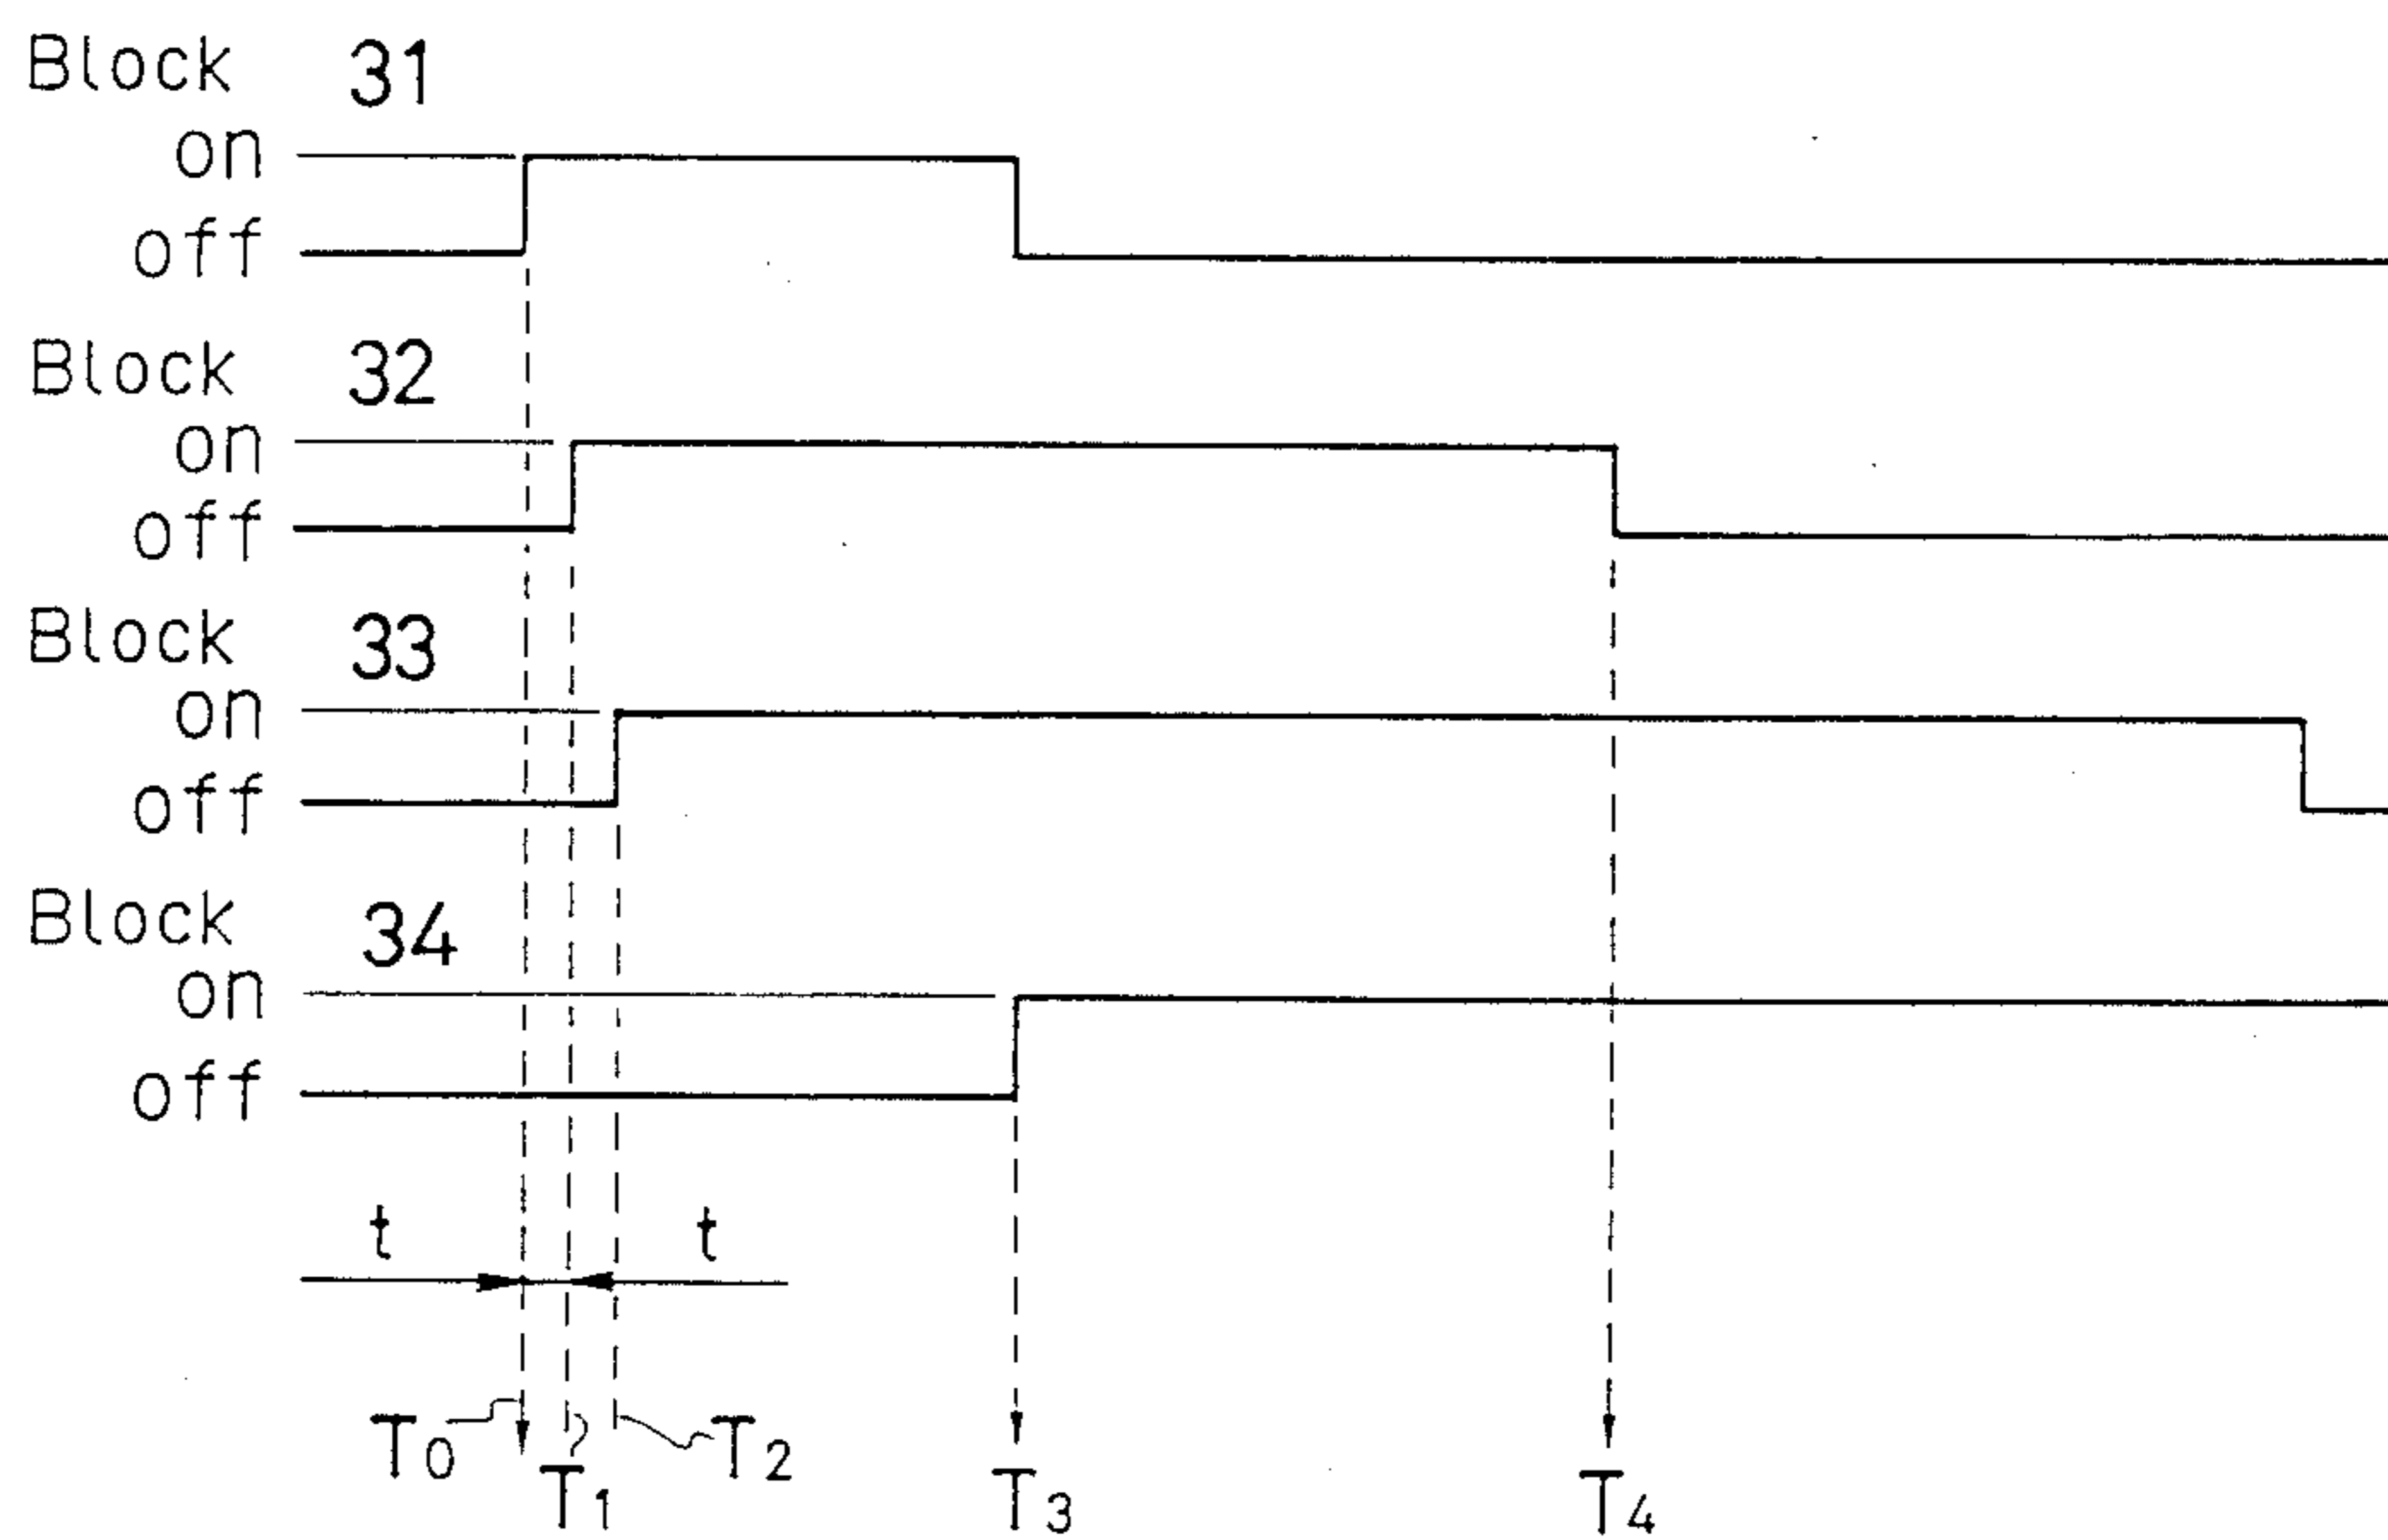 Block 31
on
off
Block 32
on
off
Block 33
on
off
Block 34
on
off
t t
T0 T1 T2 T3 T4